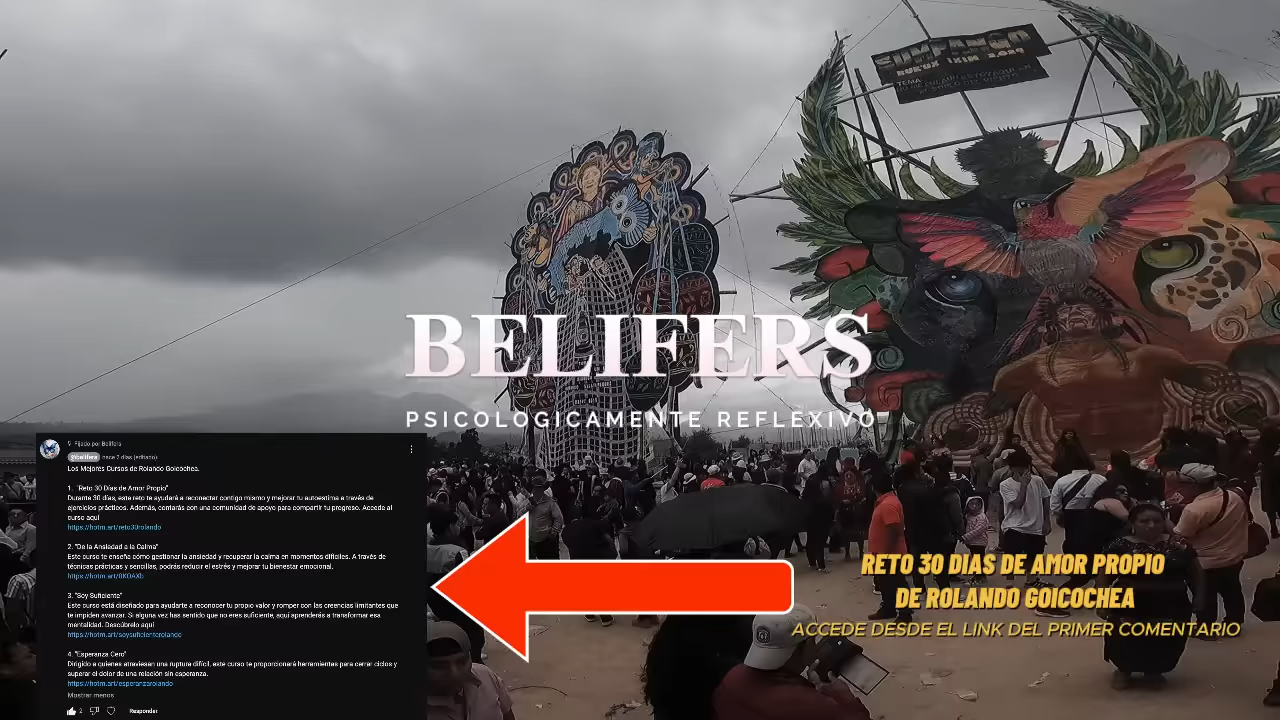 SUMPANGO
BELIFERS
PSICOLOGICAMENTE REFLEXIVO
Fijado por Belifers
@belifers hace 2 días (editado)
Los Mejores Cursos de Rolando Goicochea.
1. "Reto 30 Días de Amor Propio"
Durante 30 días, este reto te ayudará a reconectar contigo mismo y mejorar tu autoestima a través de
ejercicios prácticos. Además, contarás con una comunidad de apoyo para compartir tu progreso. Accede al
curso aquí
https://hotm.art/reto30rolando
2. "De la Ansiedad a la Calma"
Este curso te enseña cómo gestionar la ansiedad y recuperar la calma en momentos difíciles. A través de
técnicas prácticas y sencillas, podrás reducir el estrés y mejorar tu bienestar emocional.
3. "Soy Suficiente"
Este curso está diseñado para ayudarte a reconocer tu propio valor y romper con las creencias limitantes que
te impiden avanzar. Si alguna vez has sentido que no eres suficiente, aquí aprenderás a transformar esa
mentalidad. Descúbrelo aquí
https://hotm.art/soysuficienterolando
4. "Esperanza Cero"
Dirigido a quienes atraviesan una ruptura difícil, este curso te proporcionará herramientas para cerrar ciclos y
superar el dolor de una relación sin esperanza.
https://hotm.art/esperanzarolando
Mostrar menos
2 Responder
RETO 30 DIAS DE AMOR PROPIO
DE ROLANDO GOICOCHEA
ACCEDE DESDE EL LINK DEL PRIMER COMENTARIO